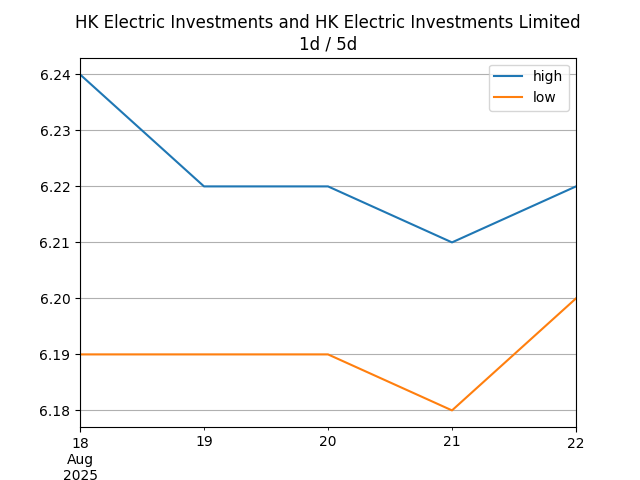 HK Electric Investments and HK Electric Investments Limited
1d / 5d
high
low
6.24
6.23
6.22
6.21
6.20
6.19
6.18
18
19
20
21
22
Aug
2025